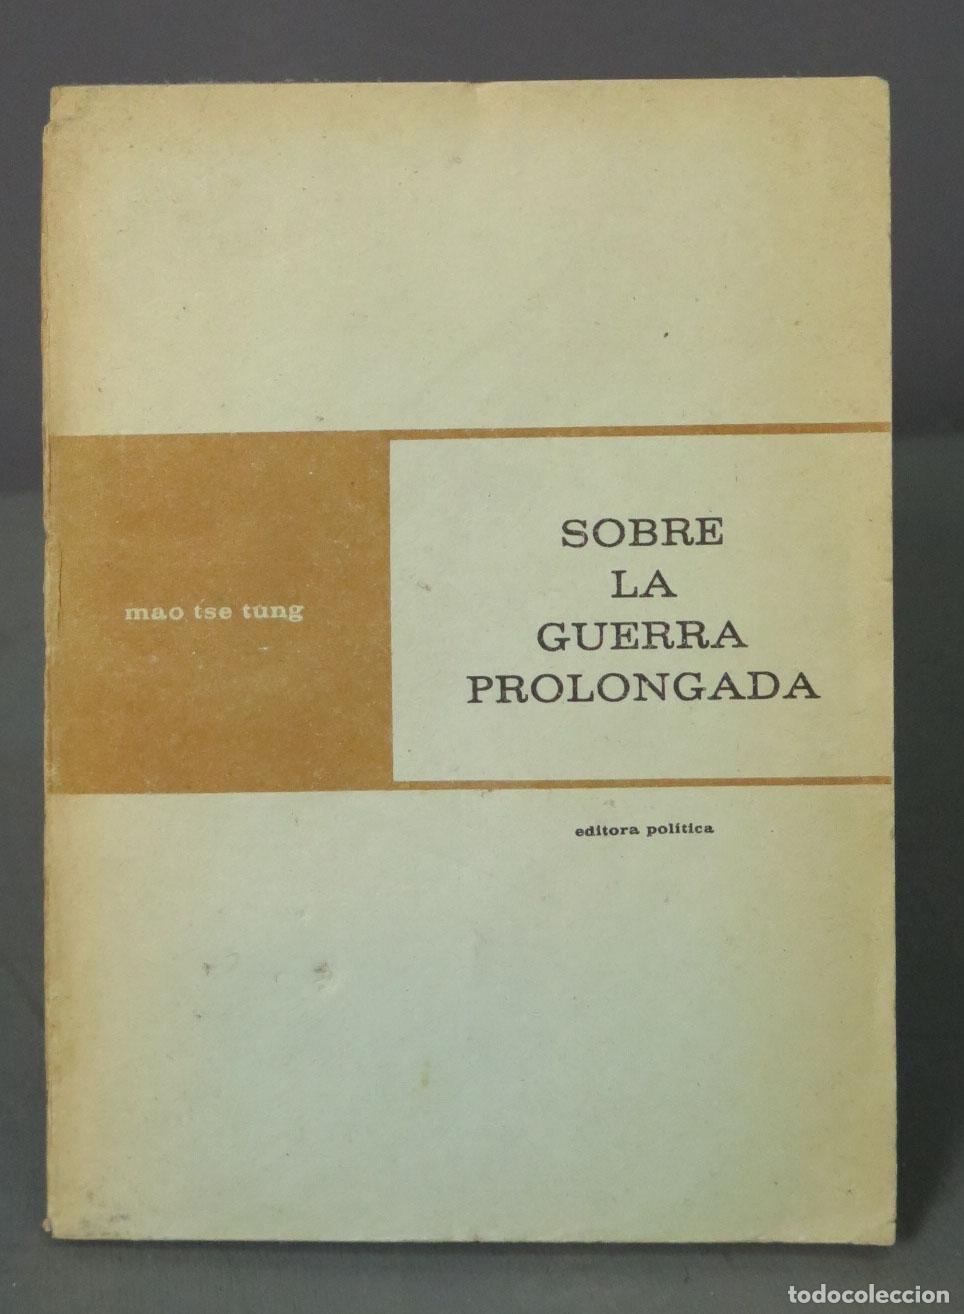 mao tse tung
SOBRE
LA
GUERRA
PROLONGADA
editora política
todocoleccion